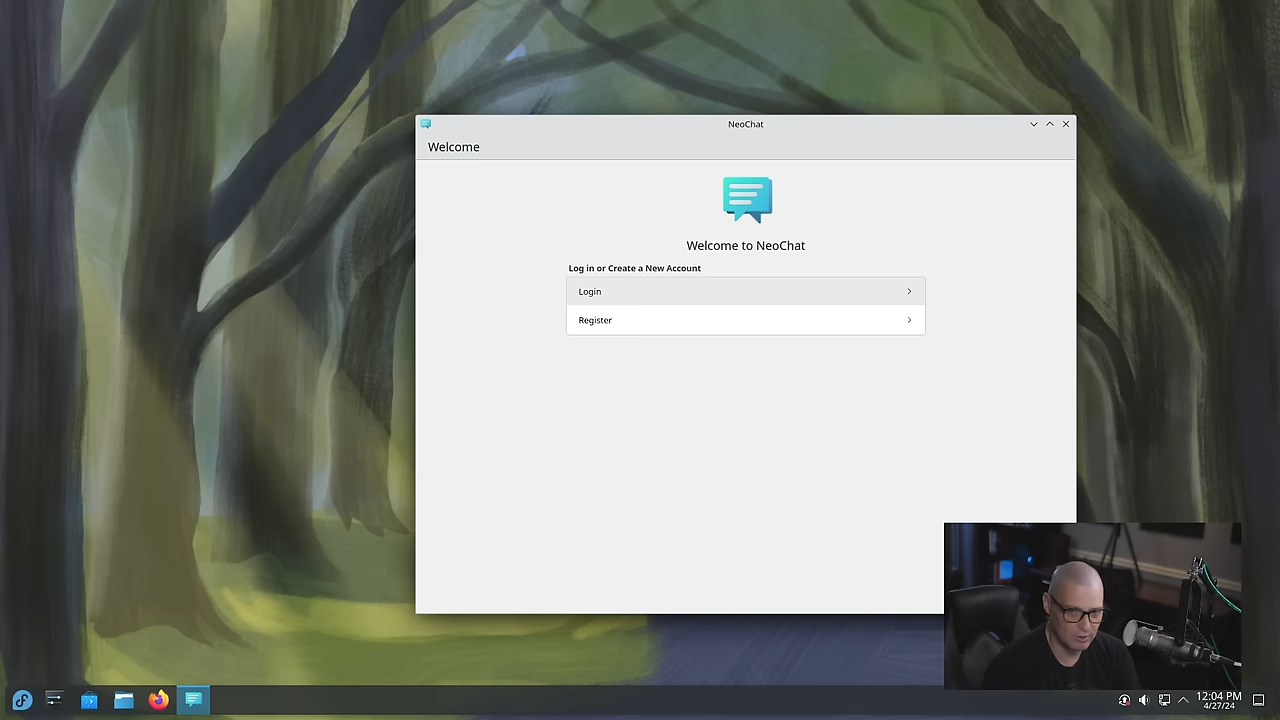 NeoChat
Welcome
Welcome to NeoChat
Log in or Create a New Account
Login
Register
12:04 PM
4/27/24